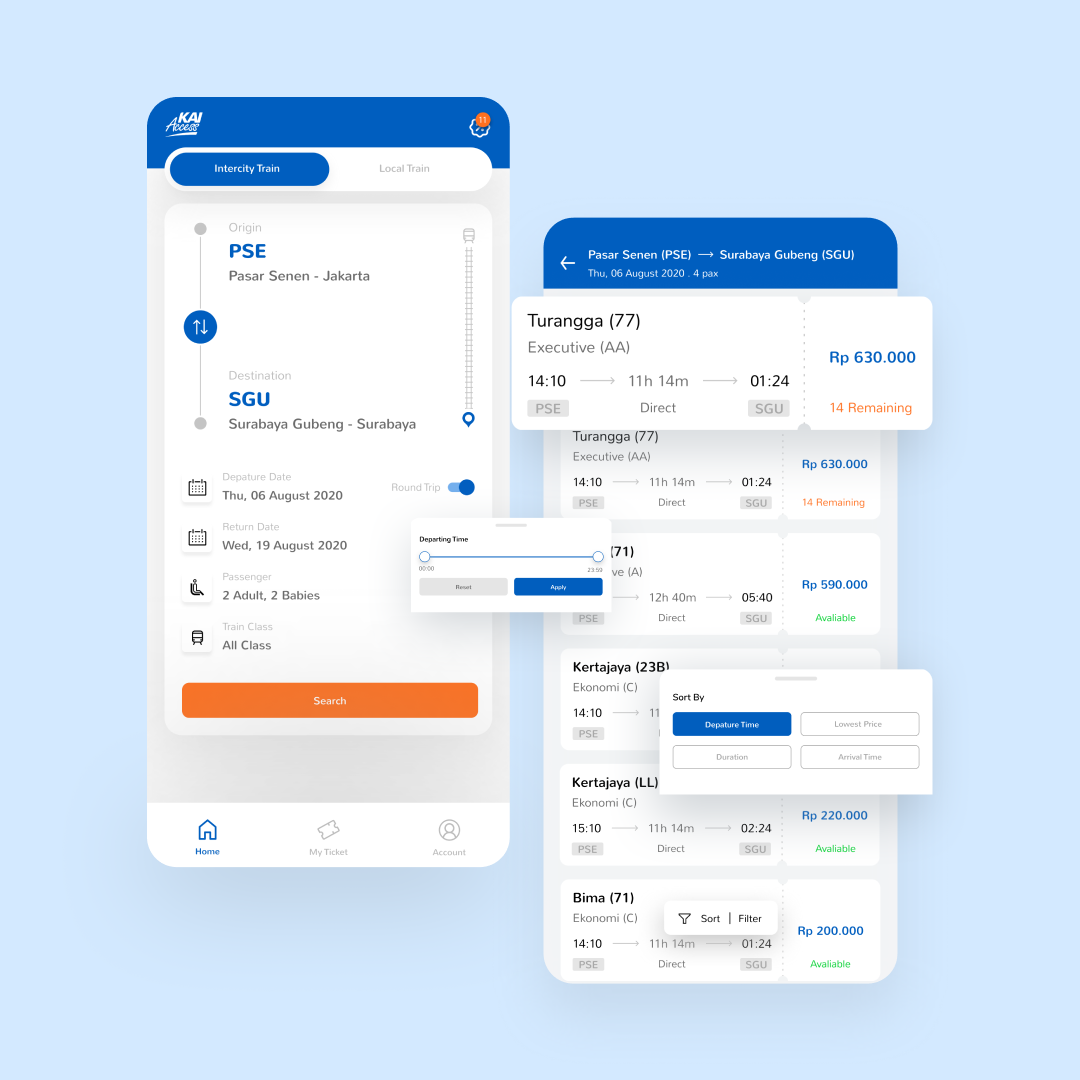 KAI
Access
11
Intercity Train
Local Train
Origin
PSE
Pasar Senen - Jakarta
Destination
SGU
Surabaya Gubeng - Surabaya
Depature Date
Thu, 06 August 2020
Round Trip
Return Date
Wed, 19 August 2020
Passenger
2 Adult, 2 Babies
Train Class
All Class
Search
Home
My Ticket
Account
Pasar Senen (PSE) → Surabaya Gubeng (SGU)
Thu, 06 August 2020 . 4 pax
Turangga (77)
Executive (AA)
Rp 630.000
14:10 → 11h 14m → 01:24
PSE Direct SGU
14 Remaining
Turangga (77)
Executive (AA)
Rp 630.000
14:10 → 11h 14m → 01:24
PSE Direct SGU
14 Remaining
Departing Time
00:00 23:59
Reset Apply
(71)
ve (A)
Rp 590.000
12h 40m → 05:40
PSE Direct SGU
Avaliable
Kertajaya (23B)
Ekonomi (C)
14:10 → 11
PSE
Sort By
Depature Time
Lowest Price
Duration
Arrival Time
Kertajaya (LL)
Ekonomi (C)
Rp 220.000
15:10 → 11h 14m → 02:24
PSE Direct SGU
Avaliable
Bima (71)
Ekonomi (C)
Sort | Filter
Rp 200.000
14:10 → 11h 14m → 01:24
PSE Direct SGU
Avaliable